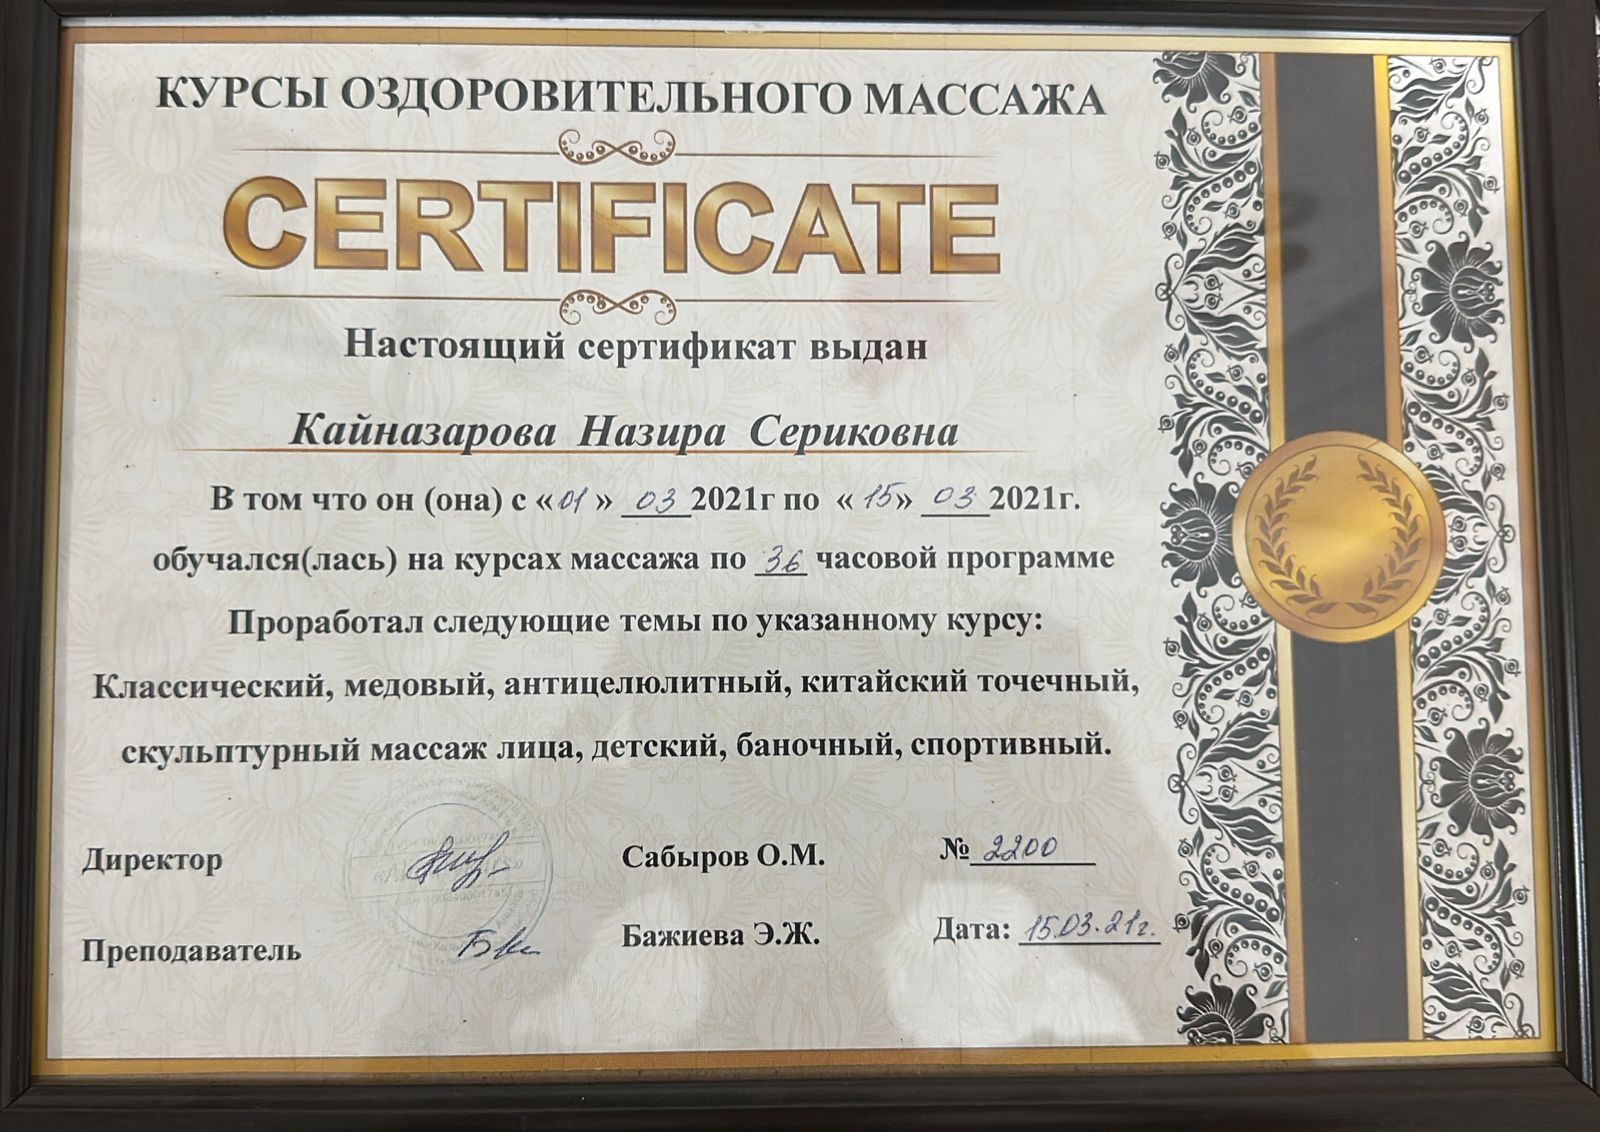 КУРСЫ ОЗДОРОВИТЕЛЬНОГО МАССАЖА
CERTIFICATE
Настоящий сертификат выдан
Кайназарова Назира Сериковна
В том что он (она) с «01» 03 2021г по «15» 03 2021г.
обучался(лась) на курсах массажа по 36 часовой программе
Проработал следующие темы по указанному курсу:
Классический, медовый, антицелюлитный, китайский точечный,
скульптурный массаж лица, детский, баночный, спортивный.
Директор Сабыров О.М. № 2200
Преподаватель Бажиева Э.Ж. Дата: 15.03.21г.